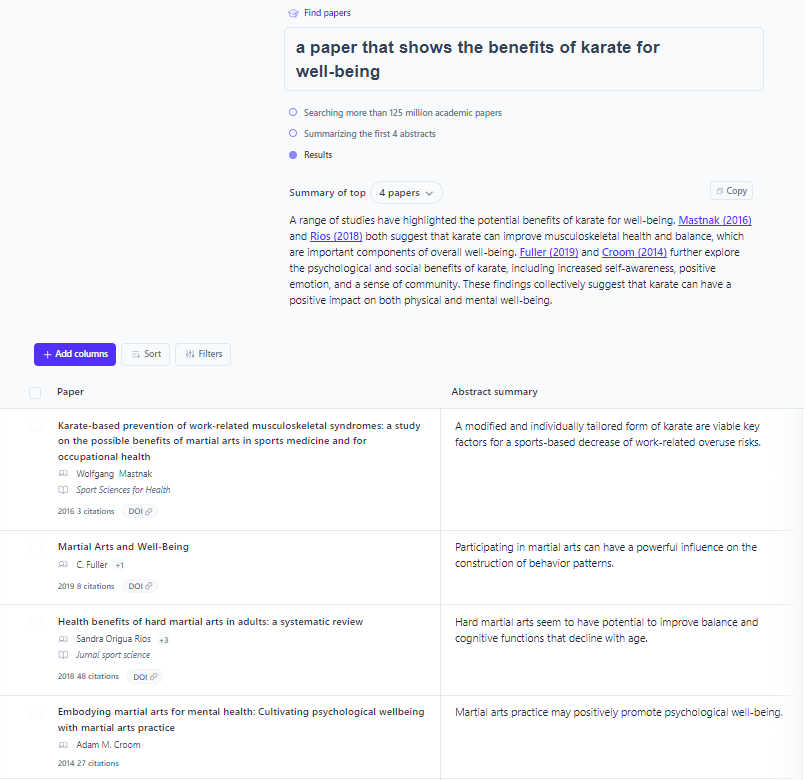 Find papers
a paper that shows the benefits of karate for
well-being
Searching more than 125 million academic papers
Summarizing the first 4 abstracts
Results
Summary of top 4 papers
Copy
A range of studies have highlighted the potential benefits of karate for well-being. Mastnak (2016)
and Rios (2018) both suggest that karate can improve musculoskeletal health and balance, which
are important components of overall well-being. Fuller (2019) and Croom (2014) further explore
the psychological and social benefits of karate, including increased self-awareness, positive
emotion, and a sense of community. These findings collectively suggest that karate can have a
positive impact on both physical and mental well-being.
+ Add columns
Sort
Filters
Paper
Abstract summary
Karate-based prevention of work-related musculoskeletal syndromes: a study
on the possible benefits of martial arts in sports medicine and for
occupational health
Wolfgang Mastnak
Sport Sciences for Health
2016 3 citations DOI
A modified and individually tailored form of karate are viable key
factors for a sports-based decrease of work-related overuse risks.
Martial Arts and Well-Being
C. Fuller +1
2019 8 citations DOI
Participating in martial arts can have a powerful influence on the
construction of behavior patterns.
Health benefits of hard martial arts in adults: a systematic review
Sandra Origua Rios +3
Jurnal sport science
2018 48 citations DOI
Hard martial arts seem to have potential to improve balance and
cognitive functions that decline with age.
Embodying martial arts for mental health: Cultivating psychological wellbeing
with martial arts practice
Adam M. Croom
2014 27 citations
Martial arts practice may positively promote psychological well-being.